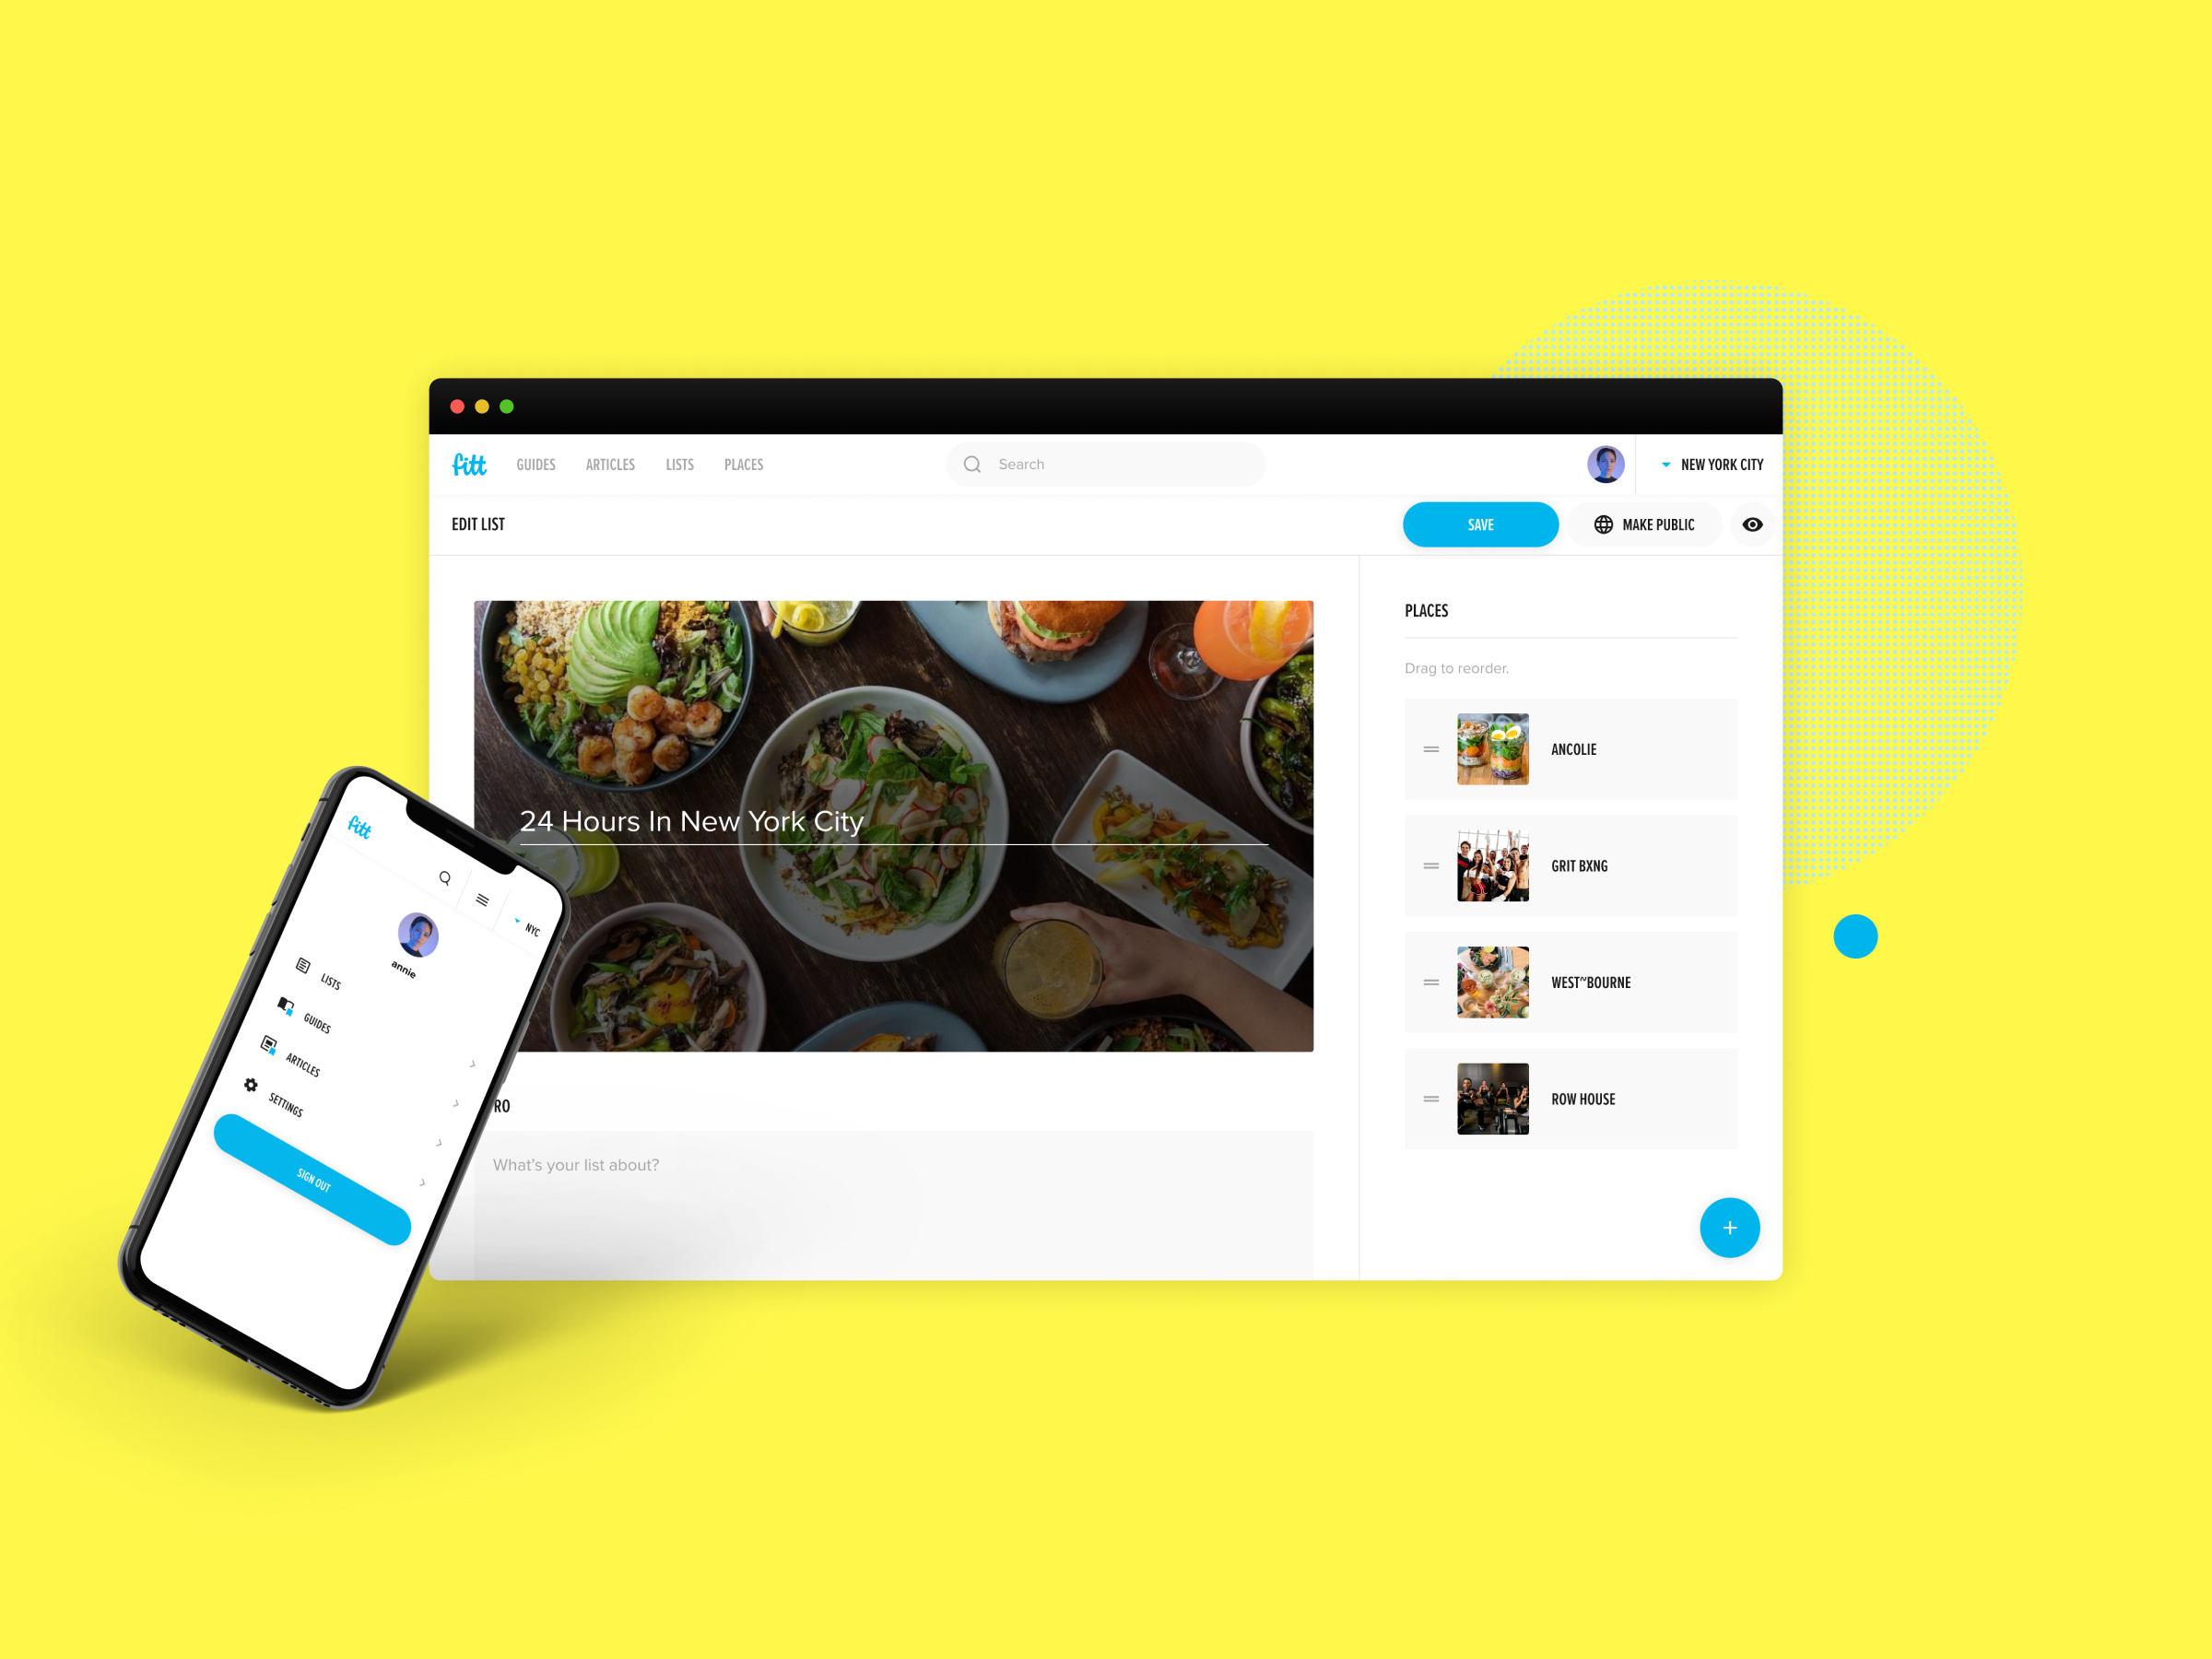 fitt
GUIDES
ARTICLES
LISTS
PLACES
Search
NEW YORK CITY
EDIT LIST
SAVE
MAKE PUBLIC
24 Hours In New York City
RO
What's your list about?
PLACES
Drag to reorder.
ANCOLIE
GRIT BXNG
WEST~BOURNE
ROW HOUSE
+
fitt
NYC
annie
LISTS
GUIDES
ARTICLES
SETTINGS
SIGN OUT